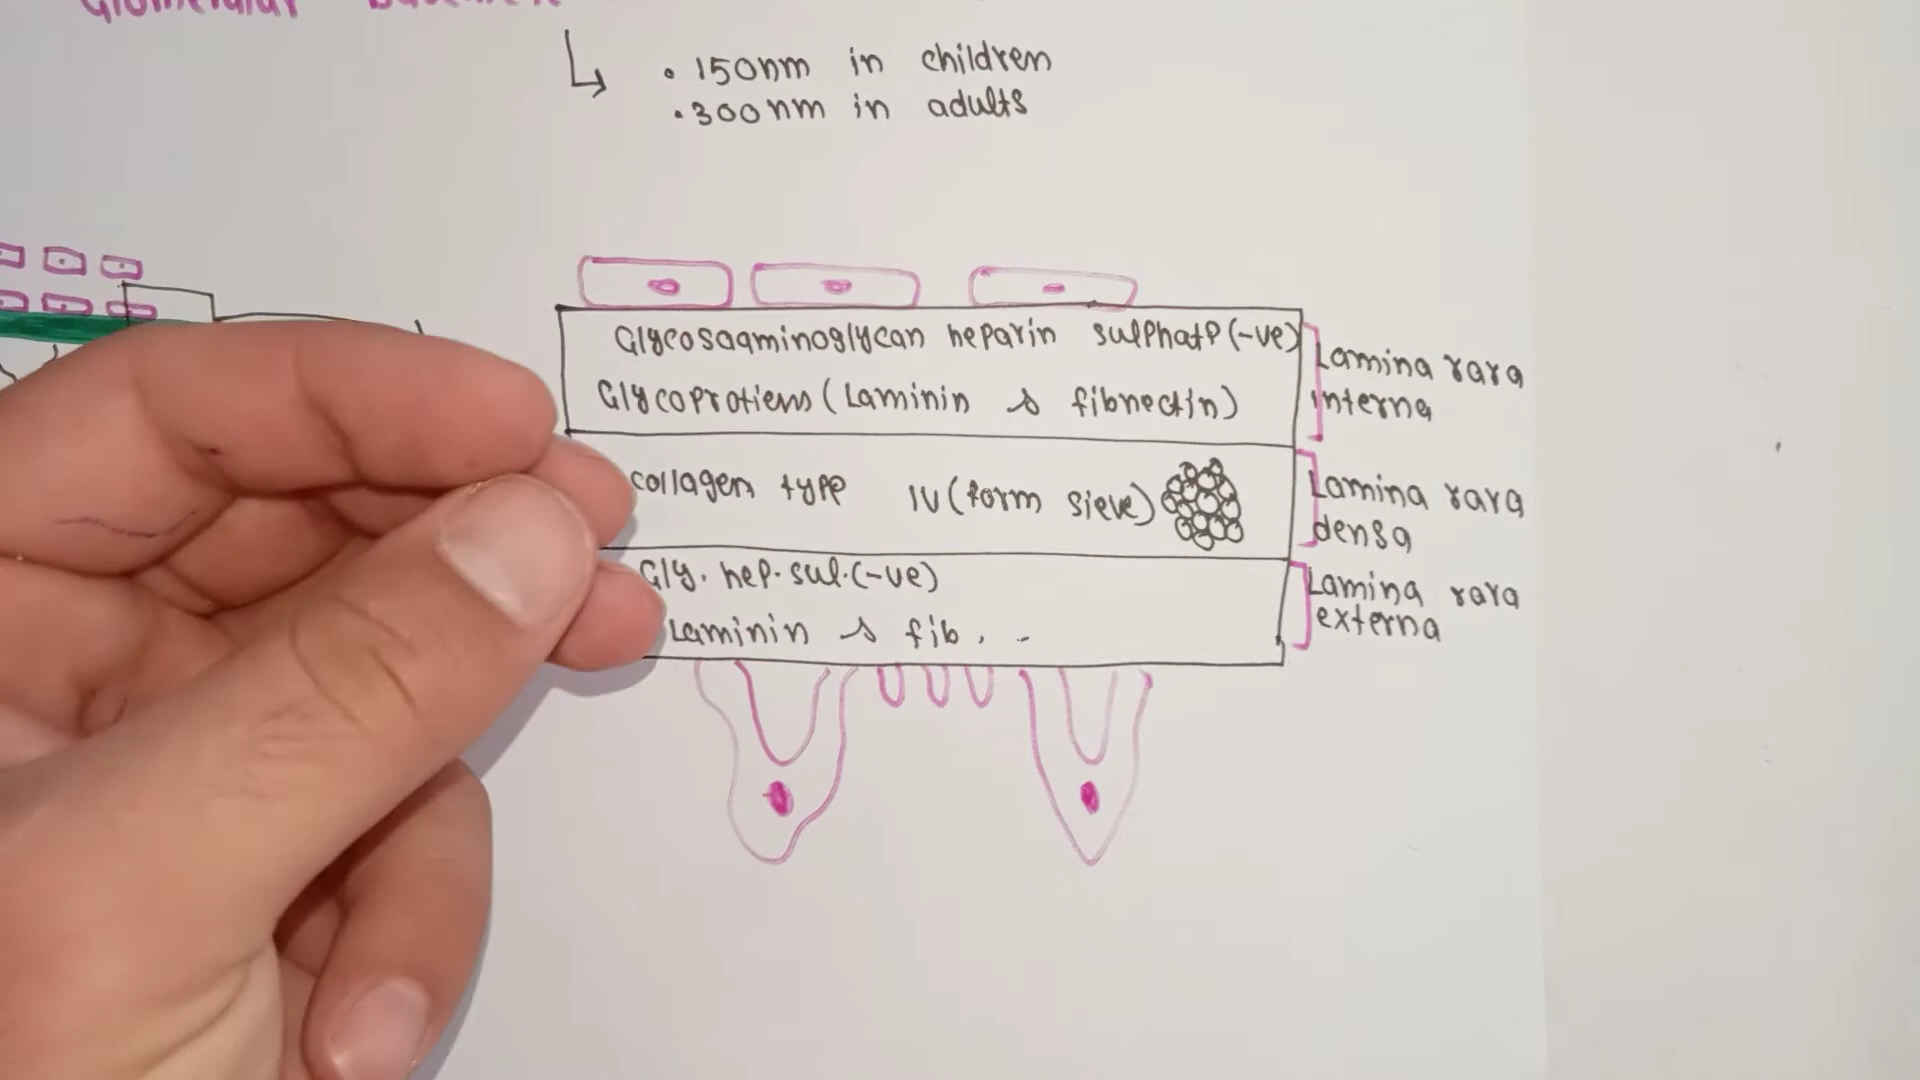 Glomerular
• 150nm in children
• 300nm in adults
Glycosaaminoglycan heparin sulphate (-ve)
Glycoprotiens (Laminin & fibnectin)
Lamina rara
interna
collagen type IV (form sieve)
Lamina rara
densa
Gly. hep. sul. (-ve)
Laminin & fib. -
Lamina rara
externa